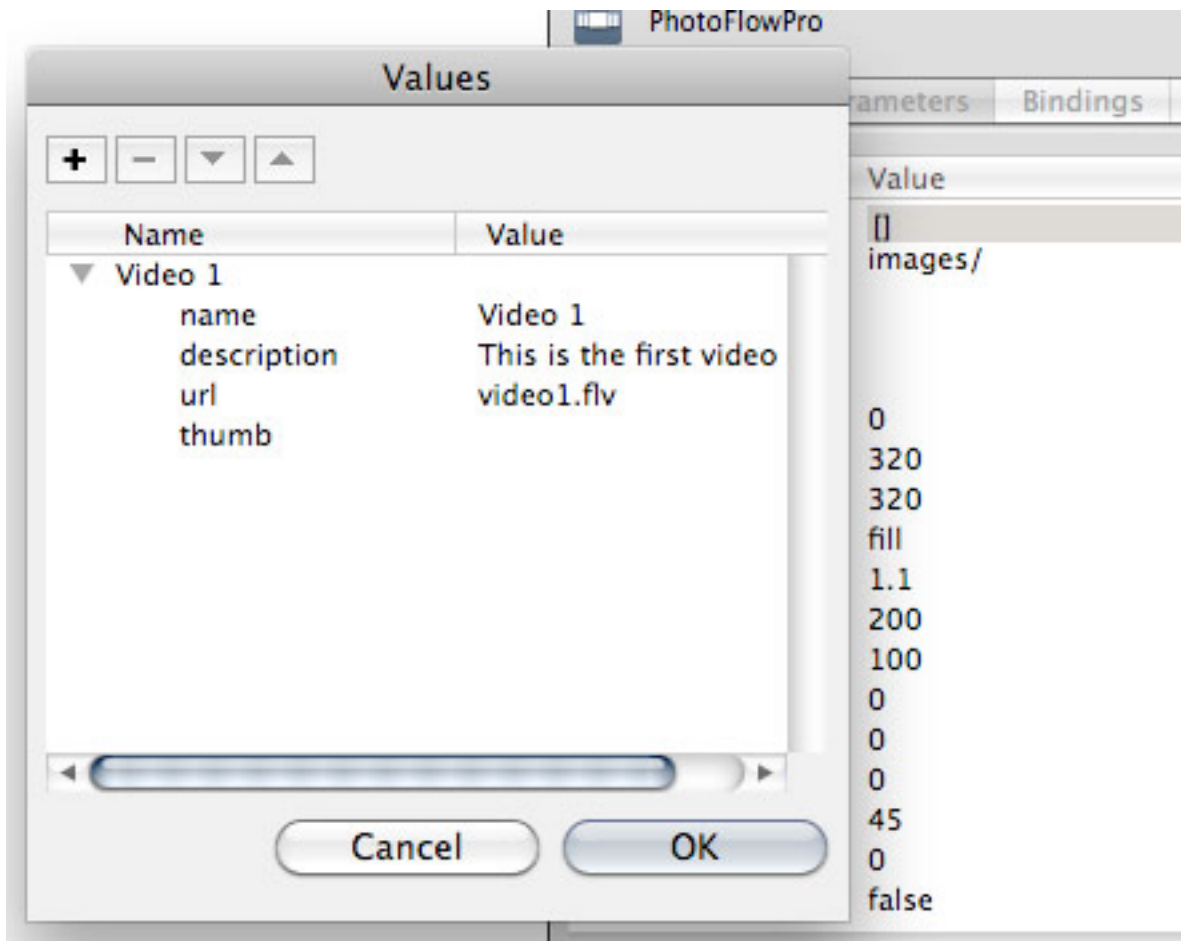 PhotoFlowPro
Values
rameters Bindings
+ −
Name Value
Video 1
name Video 1
description This is the first video
url video1.flv
thumb
Cancel OK
Value
[]
images/
0
320
320
fill
1.1
200
100
0
0
0
45
0
false